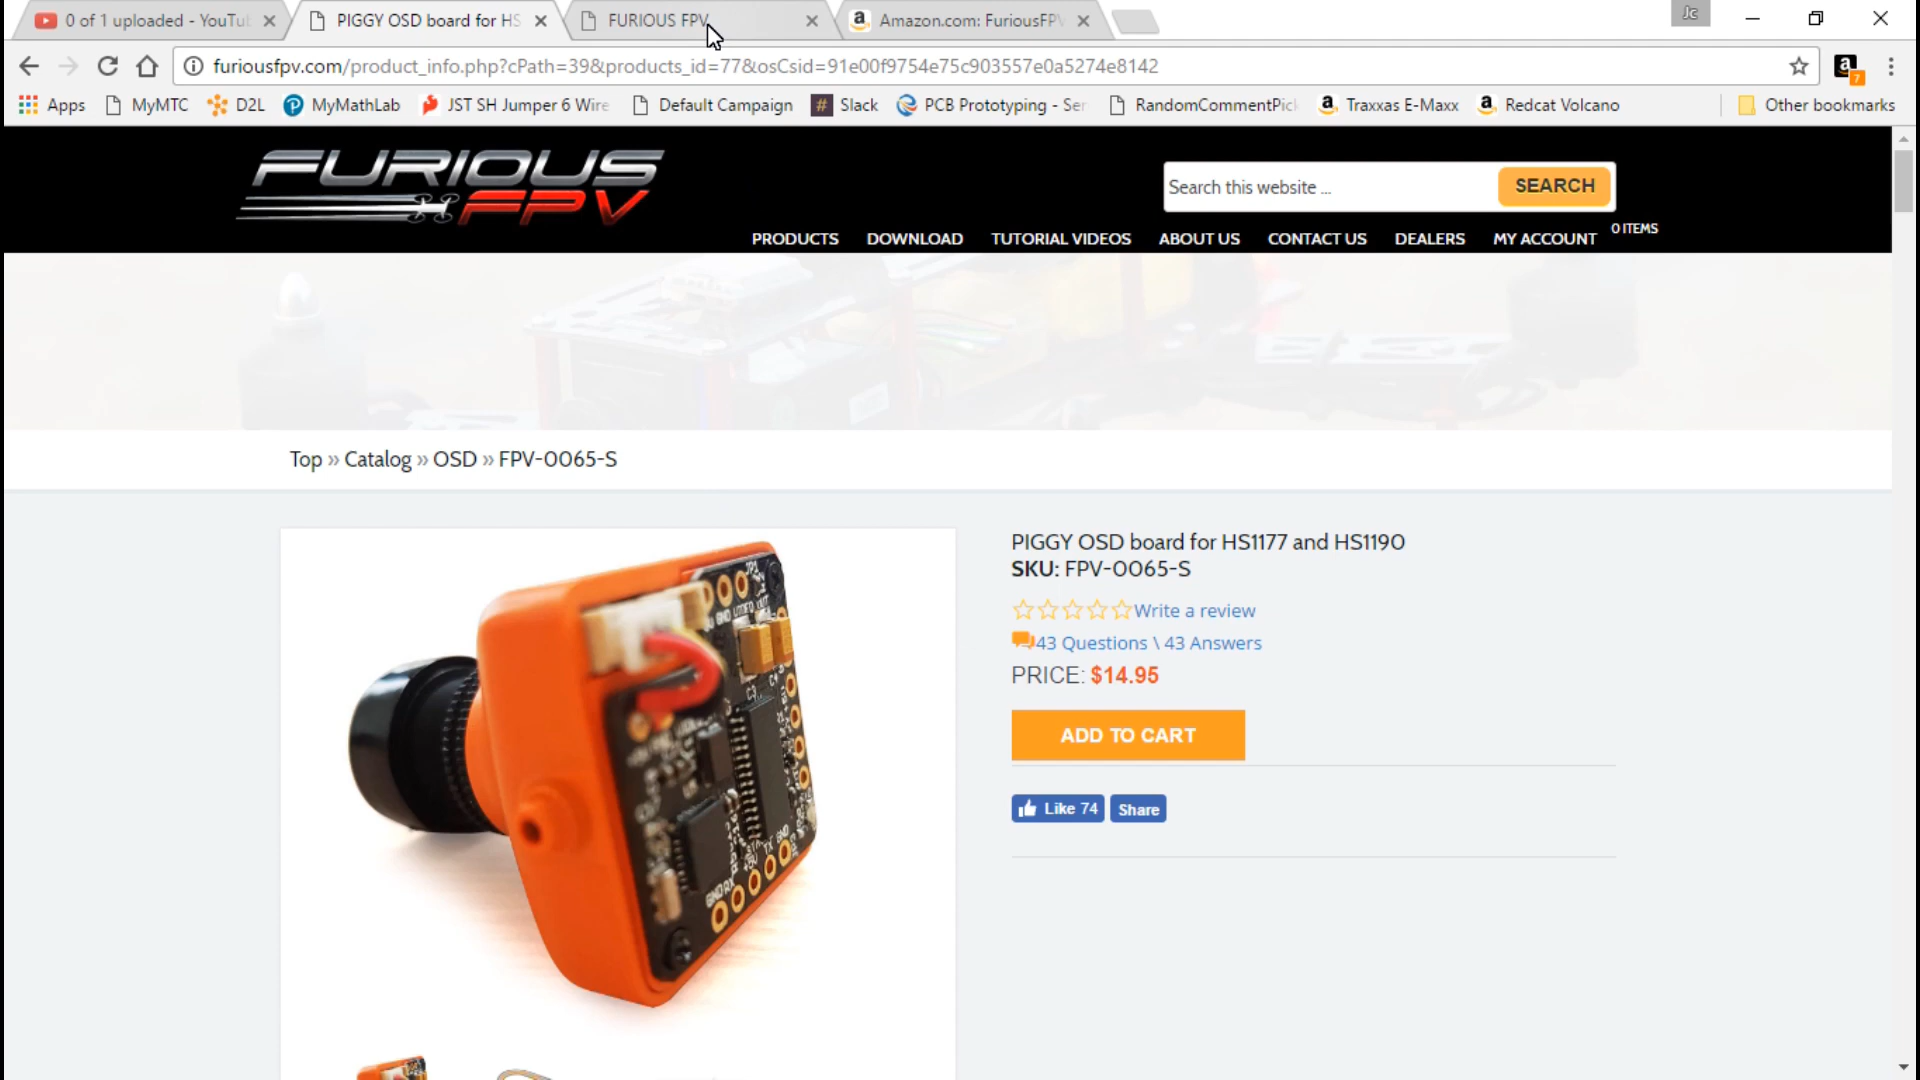 0 of 1 uploaded - YouTu
PIGGY OSD board for HS
FURIOUS FPV
Amazon.com: FuriousFPV
Jc
furiousfpv.com/product_info.php?cPath=39&products_id=77&osCsid=91e00f9754e75c903557e0a5274e8142
7
Apps
MyMTC
D2L
MyMathLab
JST SH Jumper 6 Wire
Default Campaign
Slack
PCB Prototyping - Ser
RandomCommentPick
Traxxas E-Maxx
Redcat Volcano
Other bookmarks
FURIOUS
FPV
Search this website ...
SEARCH
PRODUCTS
DOWNLOAD
TUTORIAL VIDEOS
ABOUT US
CONTACT US
DEALERS
MY ACCOUNT
0 ITEMS
Top » Catalog » OSD » FPV-0065-S
PIGGY OSD board for HS1177 and HS1190
SKU: FPV-0065-S
Write a review
43 Questions \ 43 Answers
PRICE: $14.95
ADD TO CART
Like 74
Share